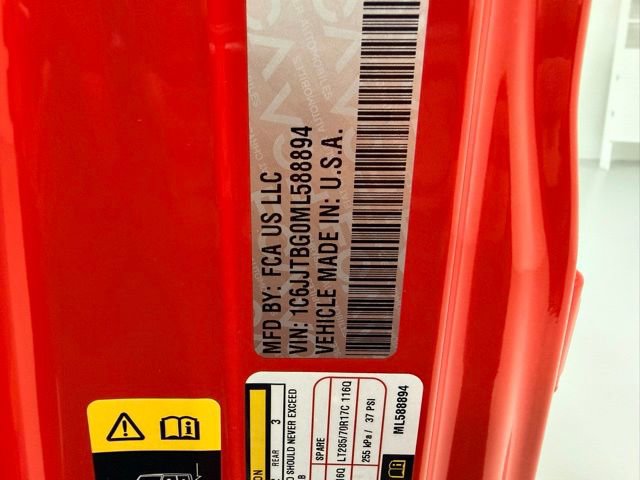 MFD BY: FCA US LLC
VIN: 1C6JJTBG0ML588894
VEHICLE MADE IN: U.S.A.
REAR 3
D SHOULD NEVER EXCEED
SPARE
LT285/70R17C 116Q
255 kPa / 37 PSI
ML588894